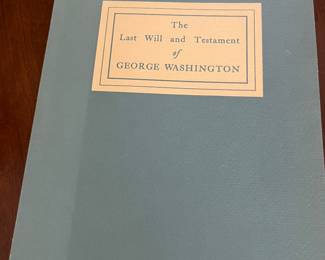 The
Last Will and Testament
of
GEORGE WASHINGTON